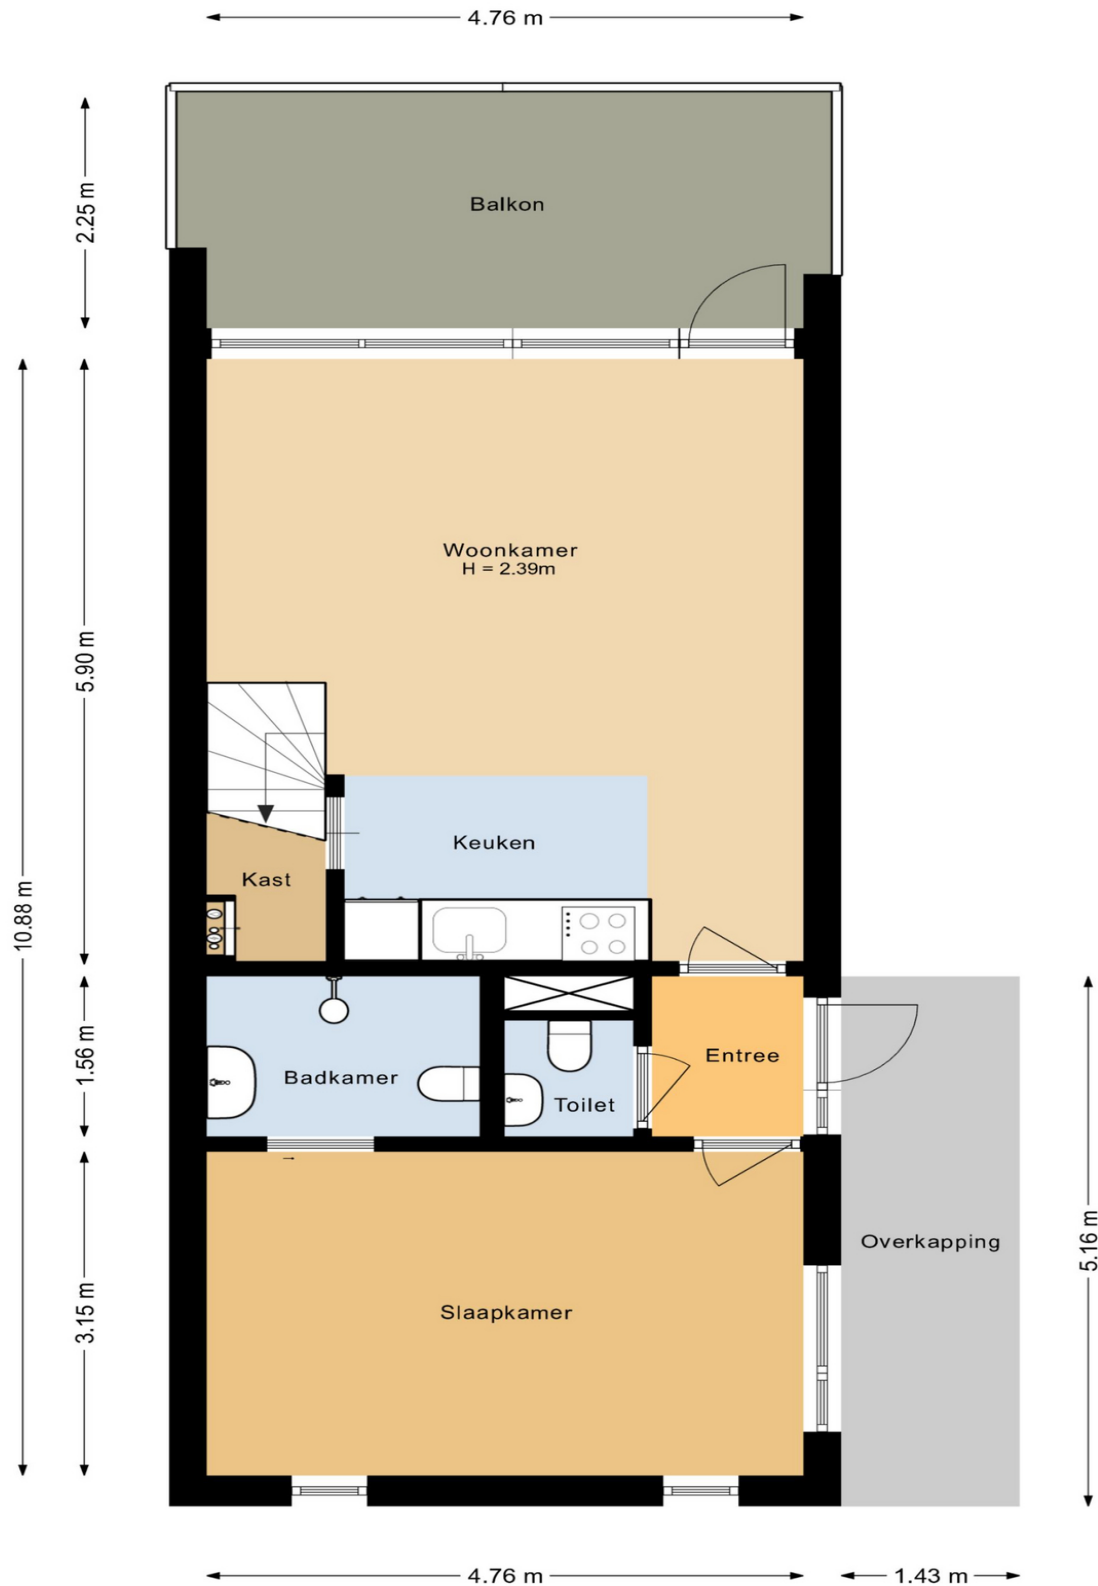 4.76 m
2.25 m
Balkon
Woonkamer
H = 2.39m
5.90 m
Keuken
Kast
10.88 m
1.56 m
Badkamer
Toilet
Entree
Overkapping
5.16 m
Slaapkamer
3.15 m
4.76 m
1.43 m